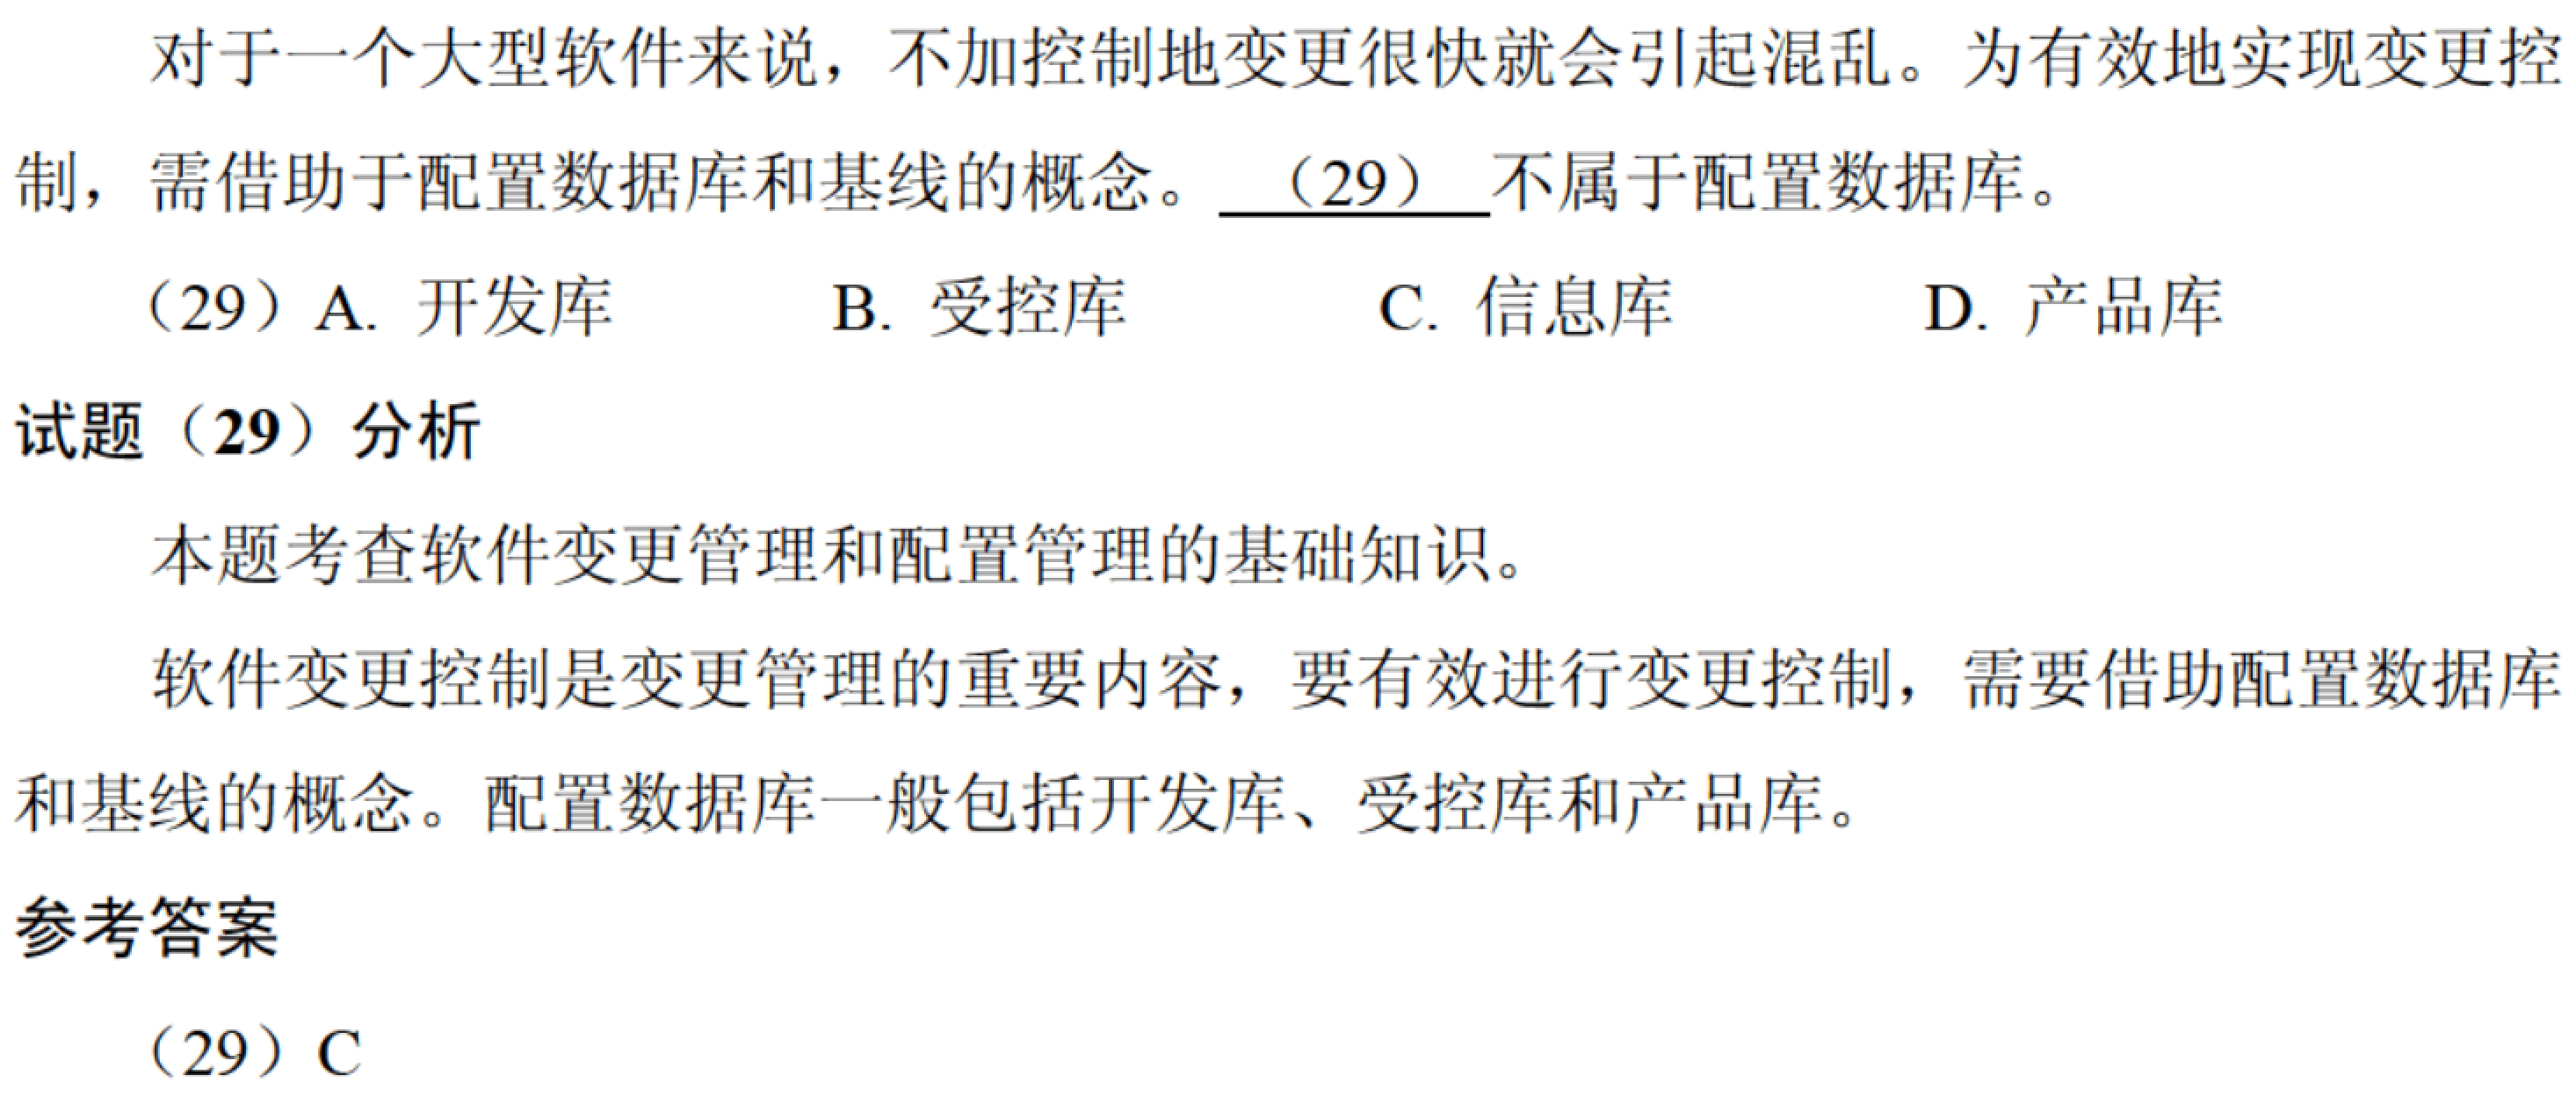 对于一个大型软件来说，不加控制地变更很快就会引起混乱。为有效地实现变更控
制，需借助于配置数据库和基线的概念。 （29） 不属于配置数据库。
（29）A. 开发库 B. 受控库 C. 信息库 D. 产品库
试题（29）分析
本题考查软件变更管理和配置管理的基础知识。
软件变更控制是变更管理的重要内容，要有效进行变更控制，需要借助配置数据库
和基线的概念。配置数据库一般包括开发库、受控库和产品库。
参考答案
（29）C